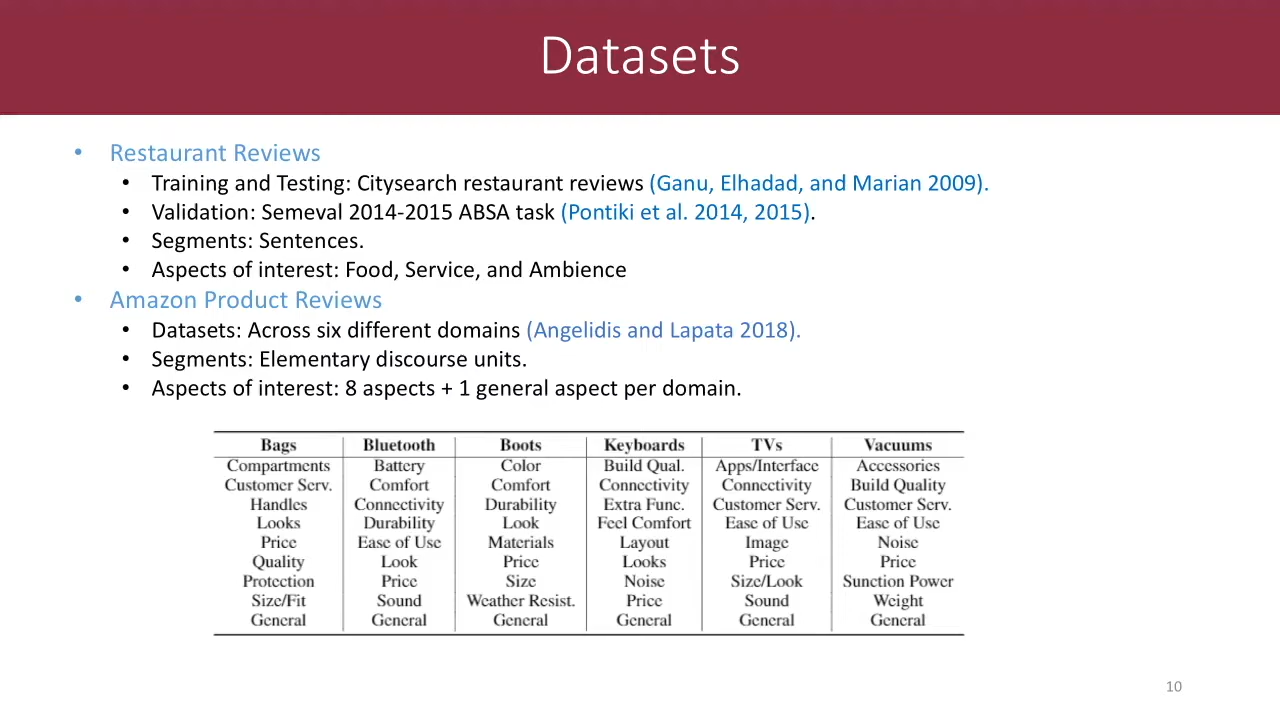 Datasets
• Restaurant Reviews
• Training and Testing: Citysearch restaurant reviews (Ganu, Elhadad, and Marian 2009).
• Validation: Semeval 2014-2015 ABSA task (Pontiki et al. 2014, 2015).
• Segments: Sentences.
• Aspects of interest: Food, Service, and Ambience
• Amazon Product Reviews
• Datasets: Across six different domains (Angelidis and Lapata 2018).
• Segments: Elementary discourse units.
• Aspects of interest: 8 aspects + 1 general aspect per domain.
Bags Bluetooth Boots Keyboards TVs Vacuums
Compartments Battery Color Build Qual. Apps/Interface Accessories
Customer Serv. Comfort Comfort Connectivity Connectivity Build Quality
Handles Connectivity Durability Extra Func. Customer Serv. Customer Serv.
Looks Durability Look Feel Comfort Ease of Use Ease of Use
Price Ease of Use Materials Layout Image Noise
Quality Look Price Looks Price Price
Protection Price Size Noise Size/Look Sunction Power
Size/Fit Sound Weather Resist. Price Sound Weight
General General General General General General
10